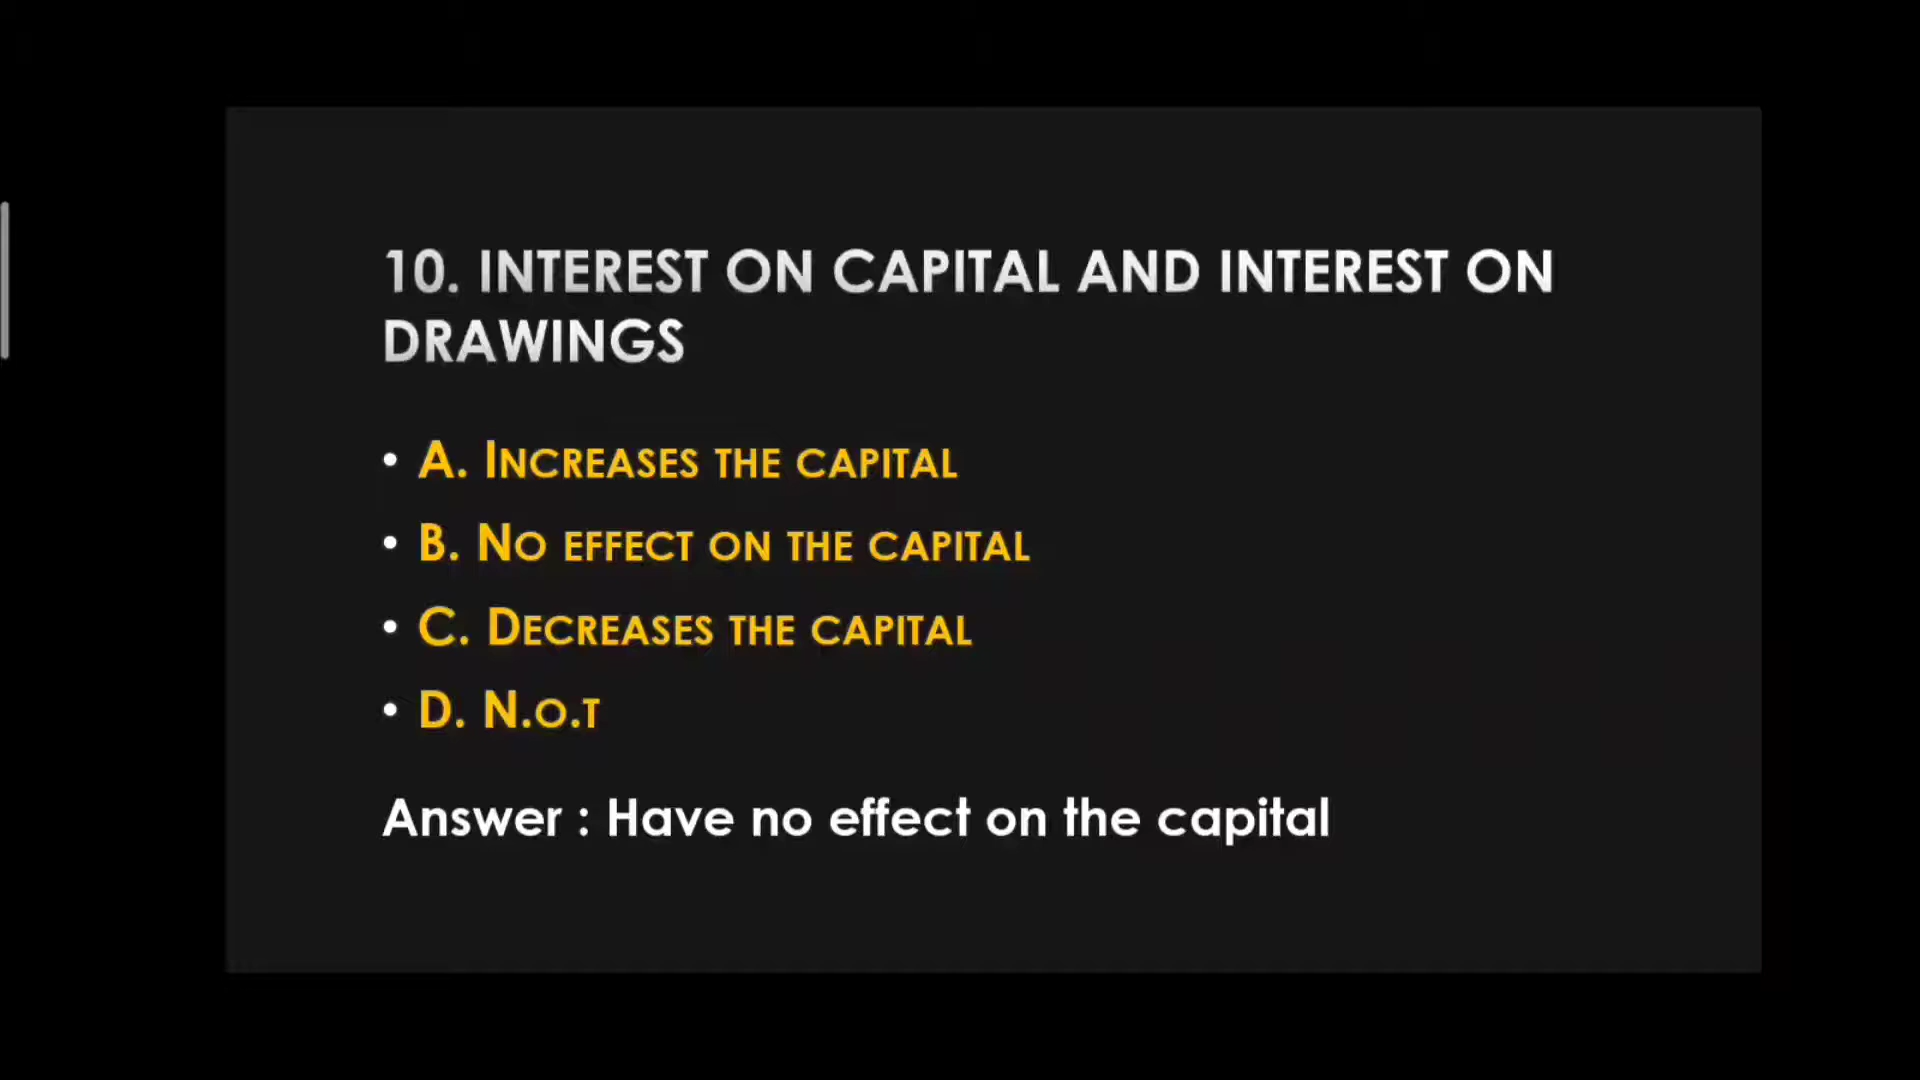 10. INTEREST ON CAPITAL AND INTEREST ON
DRAWINGS
• A. INCREASES THE CAPITAL
• B. NO EFFECT ON THE CAPITAL
• C. DECREASES THE CAPITAL
• D. N.O.T
Answer : Have no effect on the capital